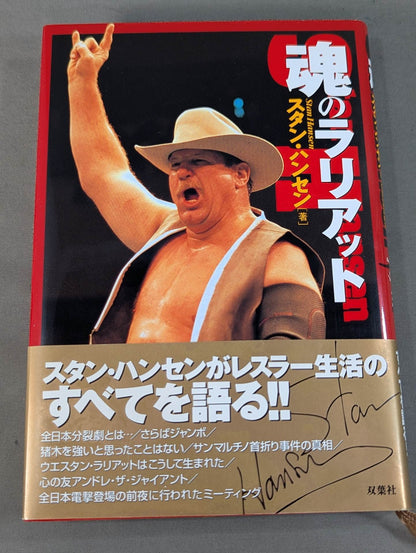 魂のラリアット
Stan Hansen
スタン・ハンセン[著]
スタン・ハンセンがレスラー生活の
すべてを語る!!
全日本分裂劇とは…/さらばジャンボ/
猪木を強いと思ったことはない/サンマルチノ首折り事件の真相/
ウエスタン・ラリアットはこうして生まれた/
心の友アンドレ・ザ・ジャイアント/
全日本電撃登場の前夜に行われたミーティング
Stan
Hansen
双葉社